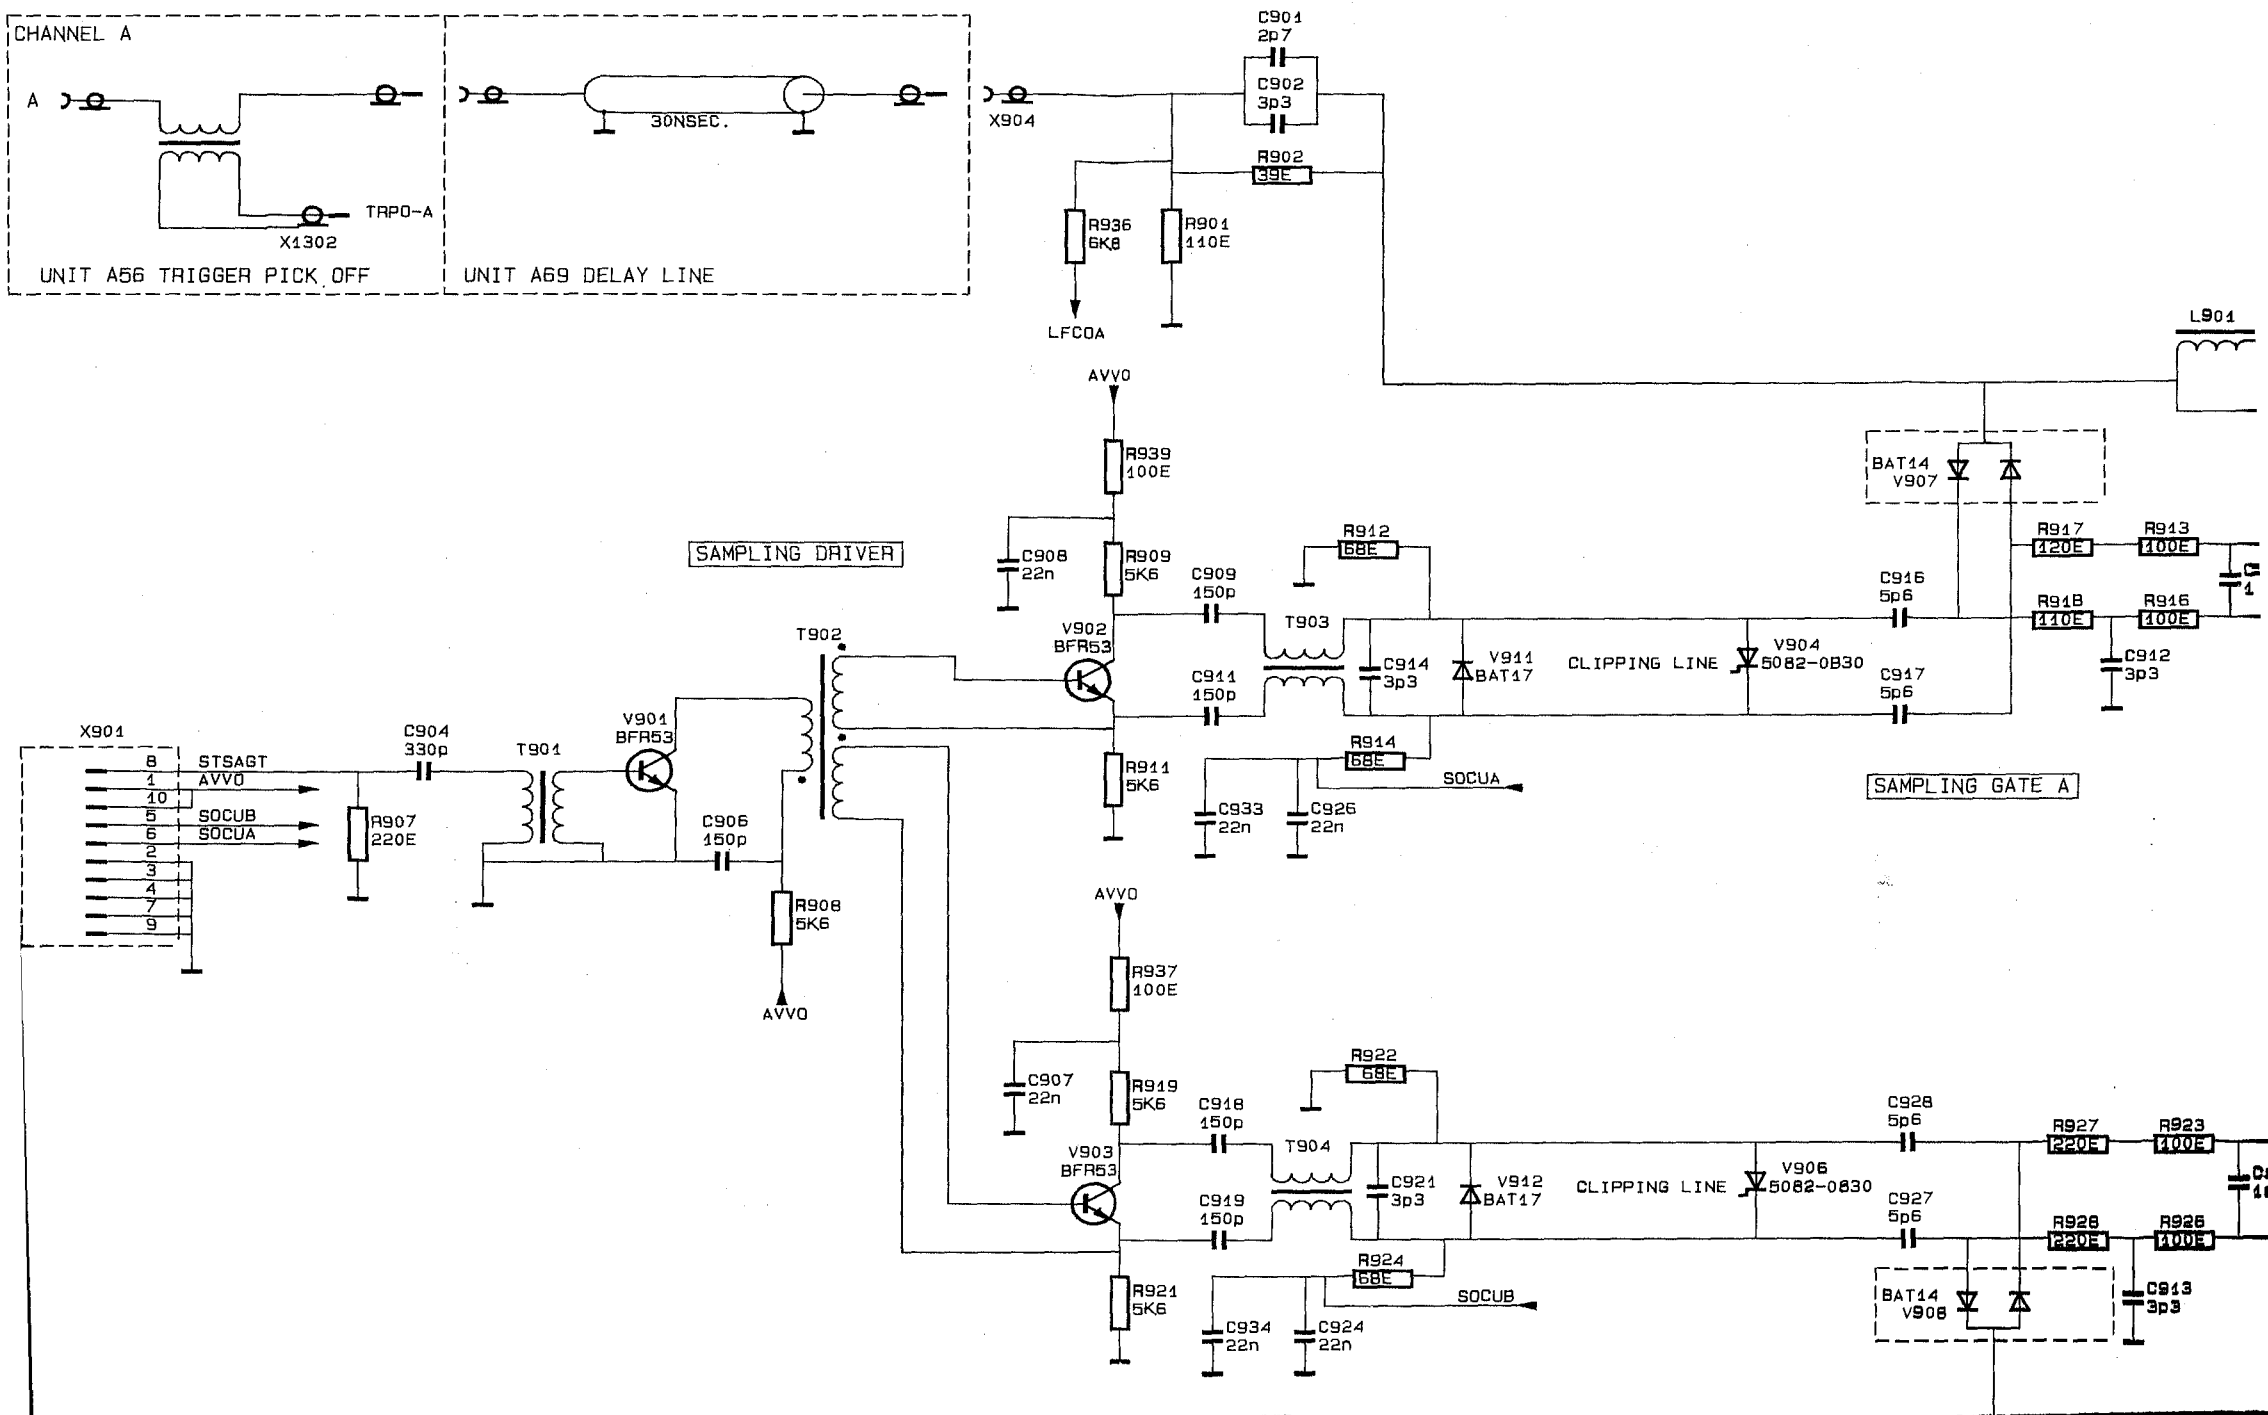 CHANNEL A
A
TRPO-A
X1302
UNIT A56 TRIGGER PICK OFF
30NSEC.
UNIT A69 DELAY LINE
X904
C901
2p7
C902
3p3
R902
39E
R936
6K8
R901
110E
LFCOA
L901
AVVO
R939
100E
C908
22n
R909
5K6
SAMPLING DRIVER
BAT14
V907
R912
68E
R917
120E
R913
100E
C909
150p
C916
5p6
1
R918
110E
R916
100E
T902
V902
BFR53
T903
C914
3p3
V911
BAT17
CLIPPING LINE
V904
5082-0830
C912
3p3
C911
150p
C917
5p6
X901
8
STSAGT
1
AVVO
10
5
SOCUB
6
SOCUA
2
3
4
7
9
C904
330p
T901
V901
BFR53
R907
220E
C906
150p
R908
5K6
AVVO
R911
5K6
R914
68E
SOCUA
C933
22n
C926
22n
SAMPLING GATE A
AVVO
R937
100E
C907
22n
R919
5K6
R922
68E
C918
150p
C928
5p6
R927
220E
R923
100E
V903
BFR53
T904
C921
3p3
V912
BAT17
CLIPPING LINE
V906
5082-0830
C919
150p
C927
5p6
R928
220E
R926
100E
R921
5K6
R924
68E
SOCUB
C934
22n
C924
22n
BAT14
V908
C913
3p3